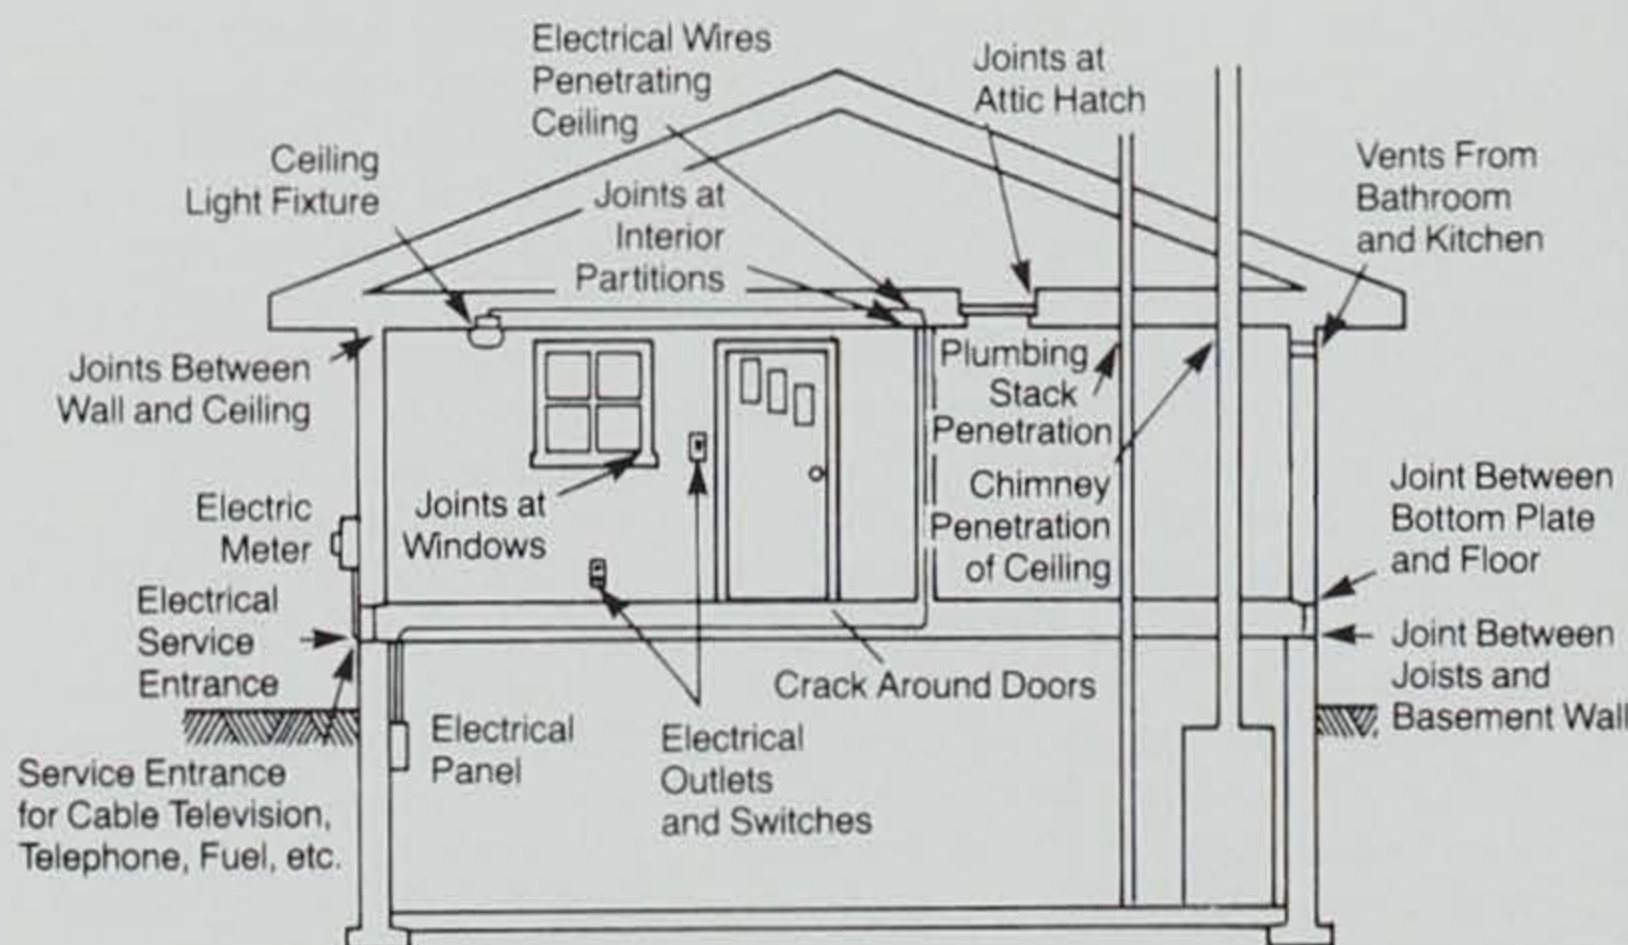 Electrical Wires
Penetrating
Ceiling
Joints at
Attic Hatch
Ceiling
Light Fixture
Vents From
Bathroom
and Kitchen
Joints at
Interior
Partitions
Joints Between
Wall and Ceiling
Plumbing
Stack
Penetration
Electric
Meter
Joints at
Windows
Chimney
Penetration
of Ceiling
Joint Between
Bottom Plate
and Floor
Electrical
Service
Entrance
Joint Between
Joists and
Basement Wall
Crack Around Doors
Electrical
Panel
Electrical
Outlets
and Switches
Service Entrance
for Cable Television,
Telephone, Fuel, etc.